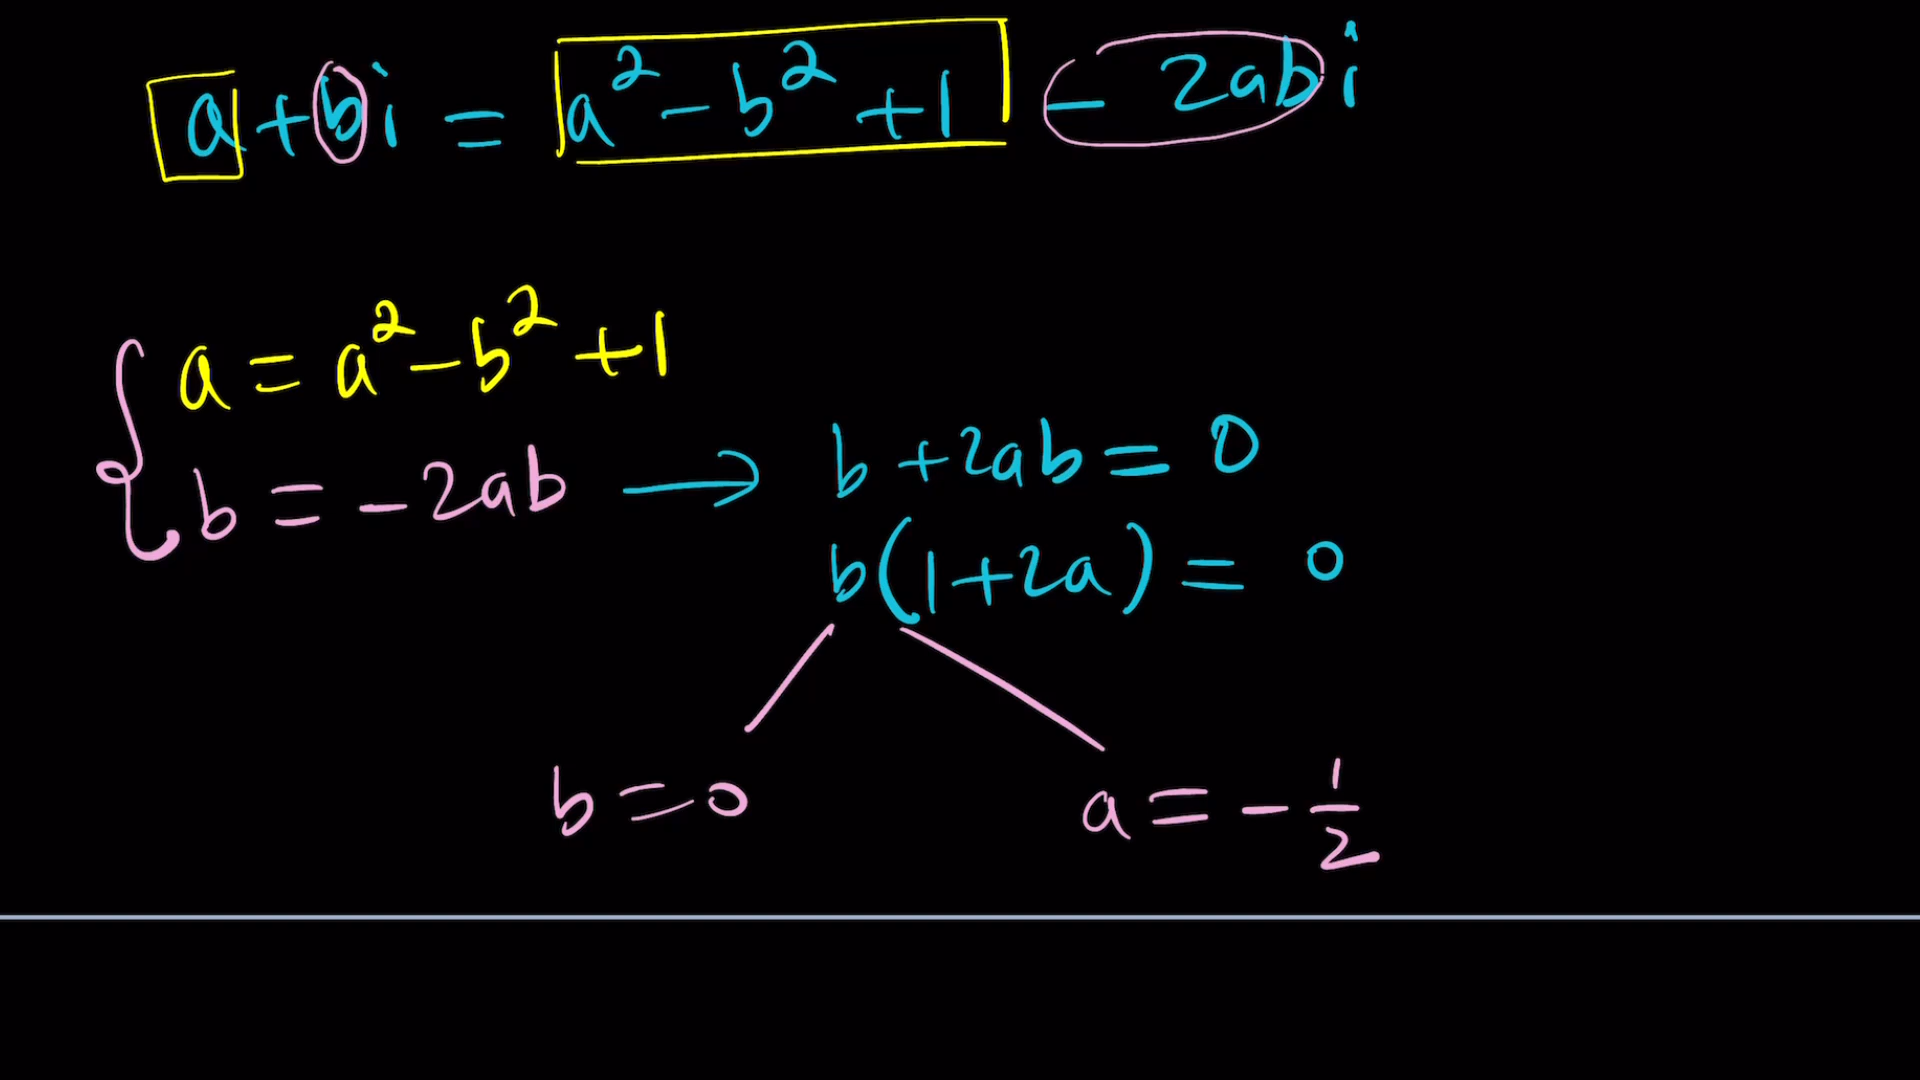 a + bi = a² − b² + 1 − 2abi
a = a² − b² + 1
b = −2ab → b + 2ab = 0
b(1 + 2a) = 0
b = 0 a = −1/2